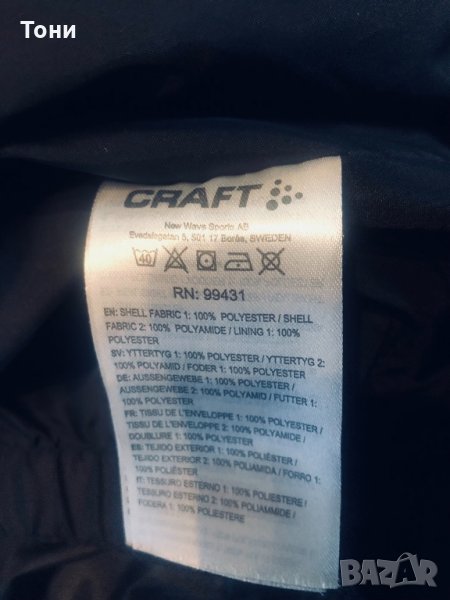 Тони
CRAFT
New Wave Sports AB
Evedalsgatan 5, 501 17 Borås, SWEDEN
40
RN: 99431
EN: SHELL FABRIC 1: 100% POLYESTER / SHELL
FABRIC 2: 100% POLYAMIDE / LINING 1: 100%
POLYESTER
SV: YTTERTYG 1: 100% POLYESTER / YTTERTYG 2:
100% POLYAMID / FODER 1: 100% POLYESTER
DE: AUSSENGEWEBE 1: 100% POLYESTER /
AUSSENGEWEBE 2: 100% POLYAMID / FUTTER 1:
100% POLYESTER
FR: TISSU DE L'ENVELOPPE 1: 100% POLYESTER /
TISSU DE L'ENVELOPPE 2: 100% POLYAMIDE /
DOUBLURE 1: 100% POLYESTER
ES: TEJIDO EXTERIOR 1: 100% POLIÉSTER /
TEJIDO EXTERIOR 2: 100% POLIAMIDA / FORRO 1:
100% POLIÉSTER
IT: TESSURO ESTERNO 1: 100% POLIESTERE /
TESSURO ESTERNO 2: 100% POLIAMMIDE /
FODERA 1: 100% POLIESTERE
BAZAR